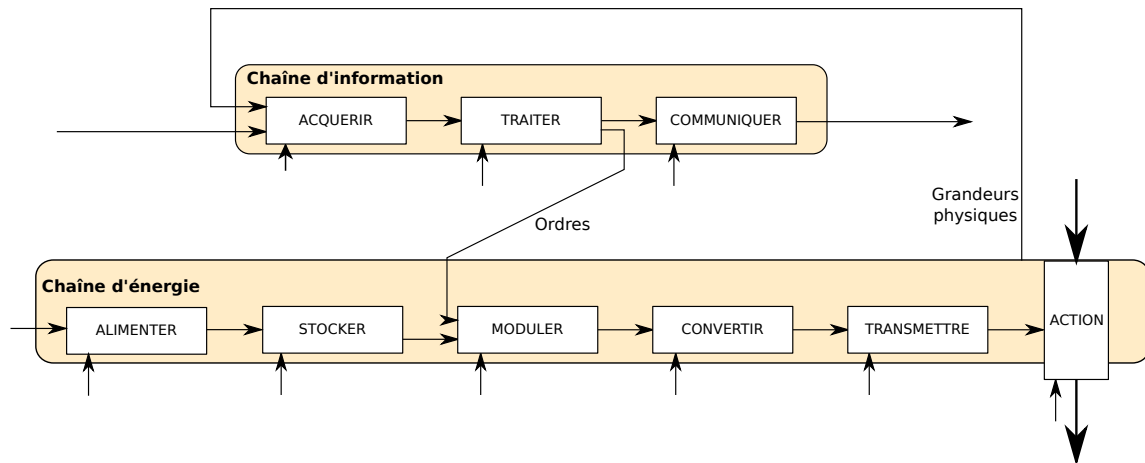 Chaîne d'information
ACQUERIR
TRAITER
COMMUNIQUER
Grandeurs
physiques
Ordres
Chaîne d'énergie
ALIMENTER
STOCKER
MODULER
CONVERTIR
TRANSMETTRE
ACTION